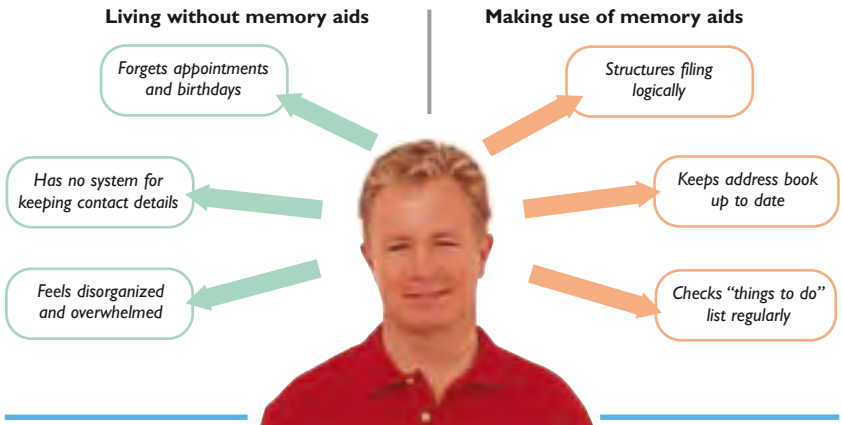 Living without memory aids
Making use of memory aids
Forgets appointments
and birthdays
Has no system for
keeping contact details
Feels disorganized
and overwhelmed
Structures filing
logically
Keeps address book
up to date
Checks “things to do”
list regularly